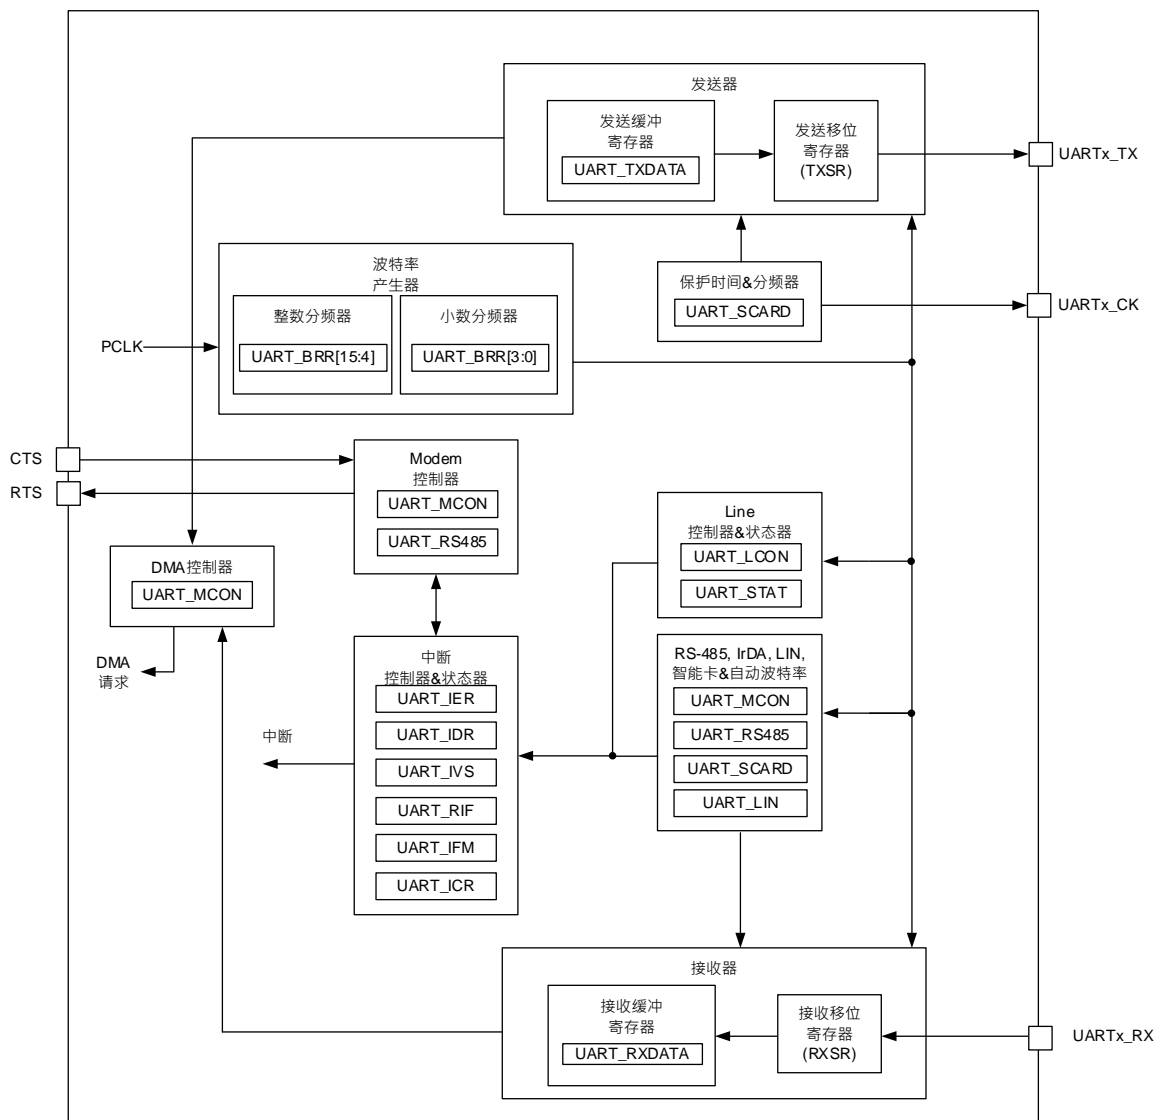 发送器
发送缓冲
寄存器
UART_TXDATA
发送移位
寄存器
(TXSR)
UARTx_TX
波特率
产生器
整数分频器
UART_BRR[15:4]
小数分频器
UART_BRR[3:0]
PCLK
保护时间&分频器
UART_SCARD
UARTx_CK
CTS
RTS
Modem
控制器
UART_MCON
UART_RS485
Line
控制器&状态器
UART_LCON
UART_STAT
DMA控制器
UART_MCON
DMA
请求
中断
控制器&状态器
UART_IER
UART_IDR
UART_IVS
UART_RIF
UART_IFM
UART_ICR
中断
RS-485, IrDA, LIN,
智能卡&自动波特率
UART_MCON
UART_RS485
UART_SCARD
UART_LIN
接收器
接收缓冲
寄存器
UART_RXDATA
接收移位
寄存器
(RXSR)
UARTx_RX